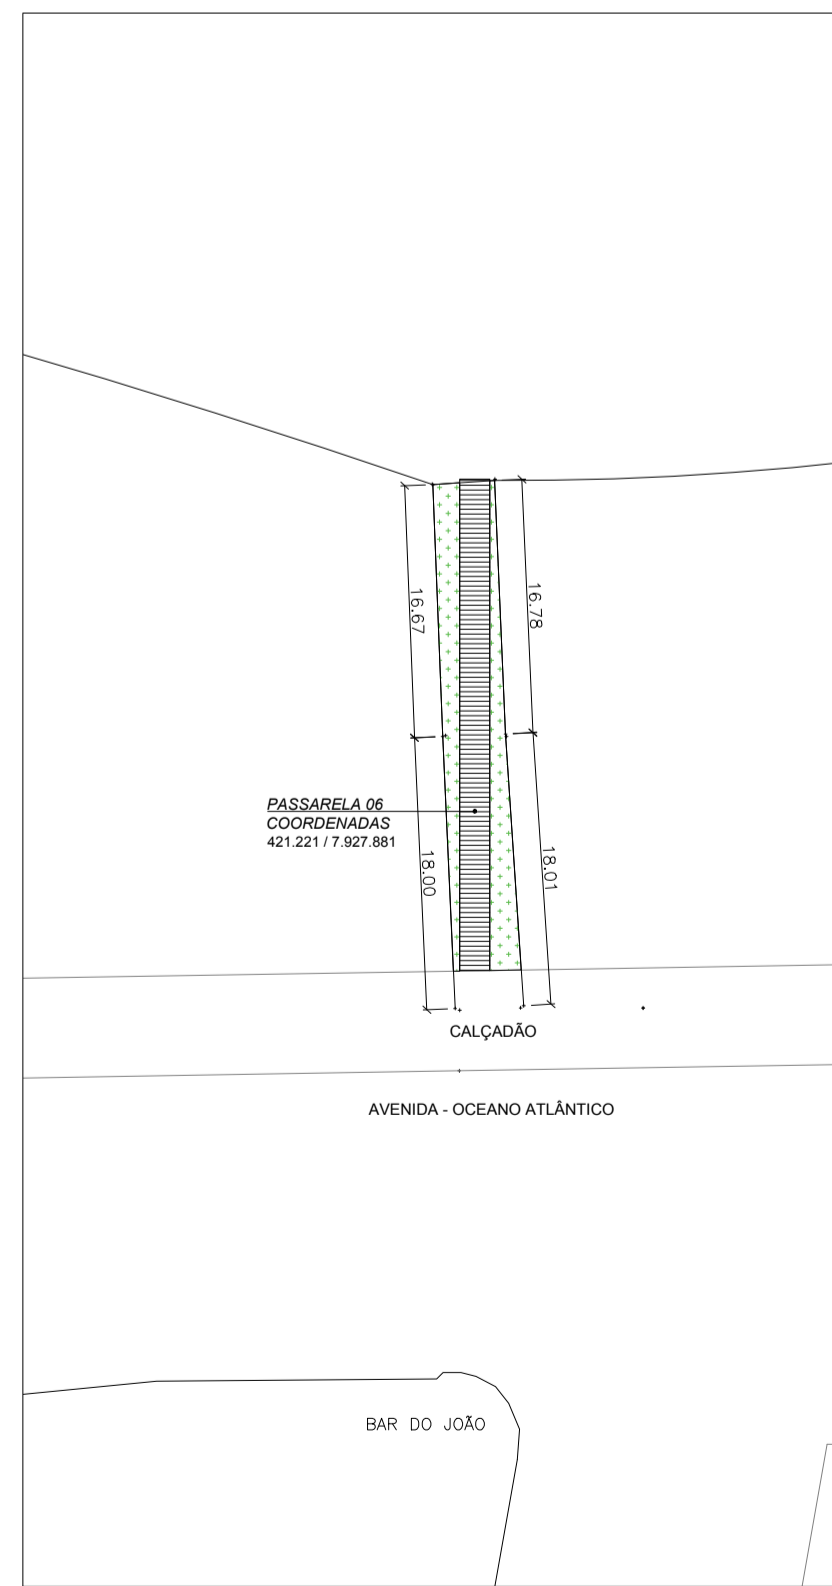 16.67
16.78
PASSARELA 06
COORDENADAS
421.221 / 7.927.881
18.00
18.01
CALÇADÃO
AVENIDA - OCEANO ATLÂNTICO
BAR DO JOÃO